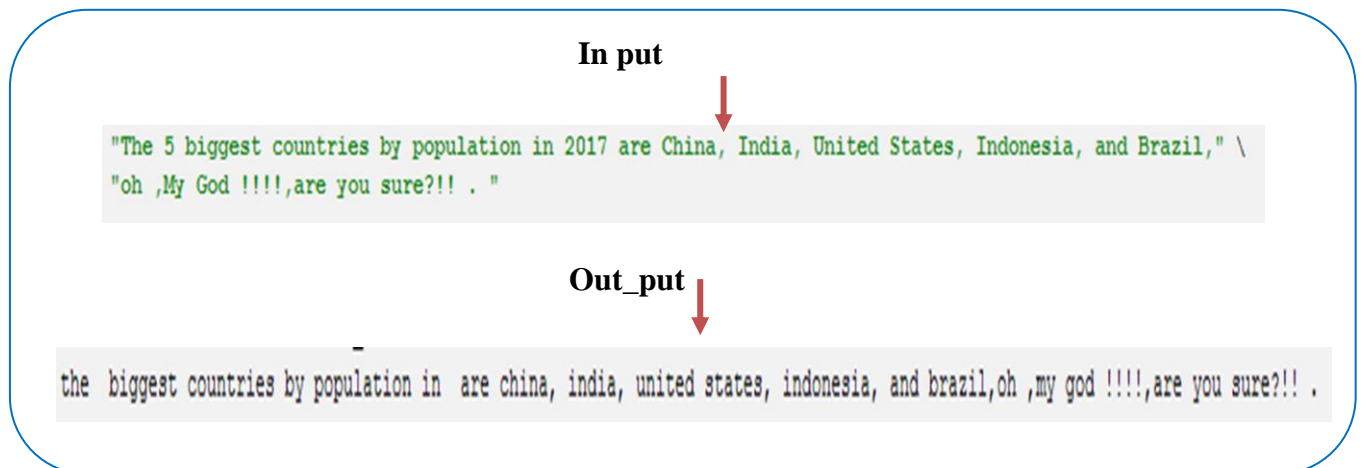 In put
"The 5 biggest countries by population in 2017 are China, India, United States, Indonesia, and Brazil," \
"oh ,My God !!!!,are you sure?!! . "
Out_put
the  biggest countries by population in  are china, india, united states, indonesia, and brazil,oh ,my god !!!!,are you sure?!! .